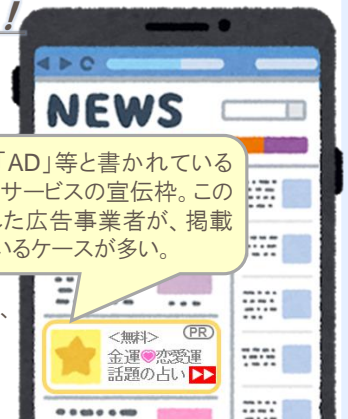 !
NEWS
「AD」等と書かれている
サービスの宣伝枠。この
した広告事業者が、掲載
いるケースが多い。
、
<無料> PR
金運♥恋愛運
話題の占い